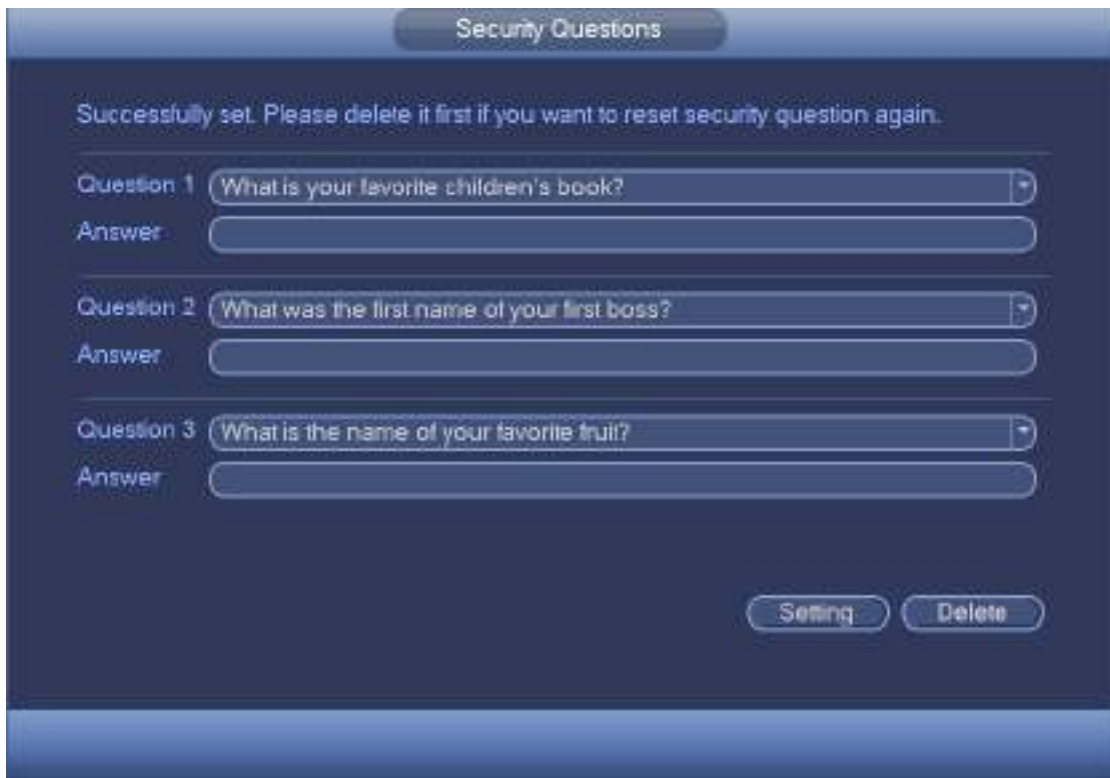 Security Questions
Successfully set. Please delete it first if you want to reset security question again.
Question 1 What is your favorite children's book?
Answer
Question 2 What was the first name of your first boss?
Answer
Question 3 What is the name of your favorite fruit?
Answer
Setting Delete